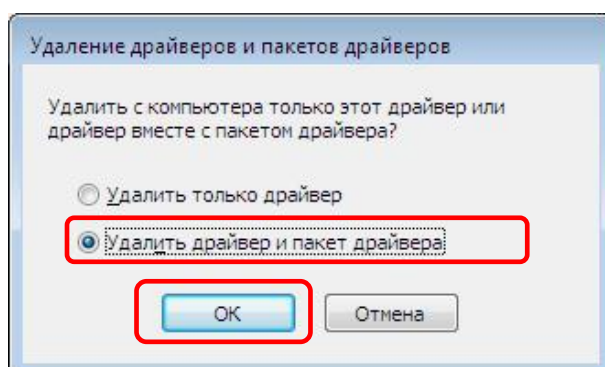 Удаление драйверов и пакетов драйверов
Удалить с компьютера только этот драйвер или
драйвер вместе с пакетом драйвера?
Удалить только драйвер
Удалить драйвер и пакет драйвера
ОК
Отмена